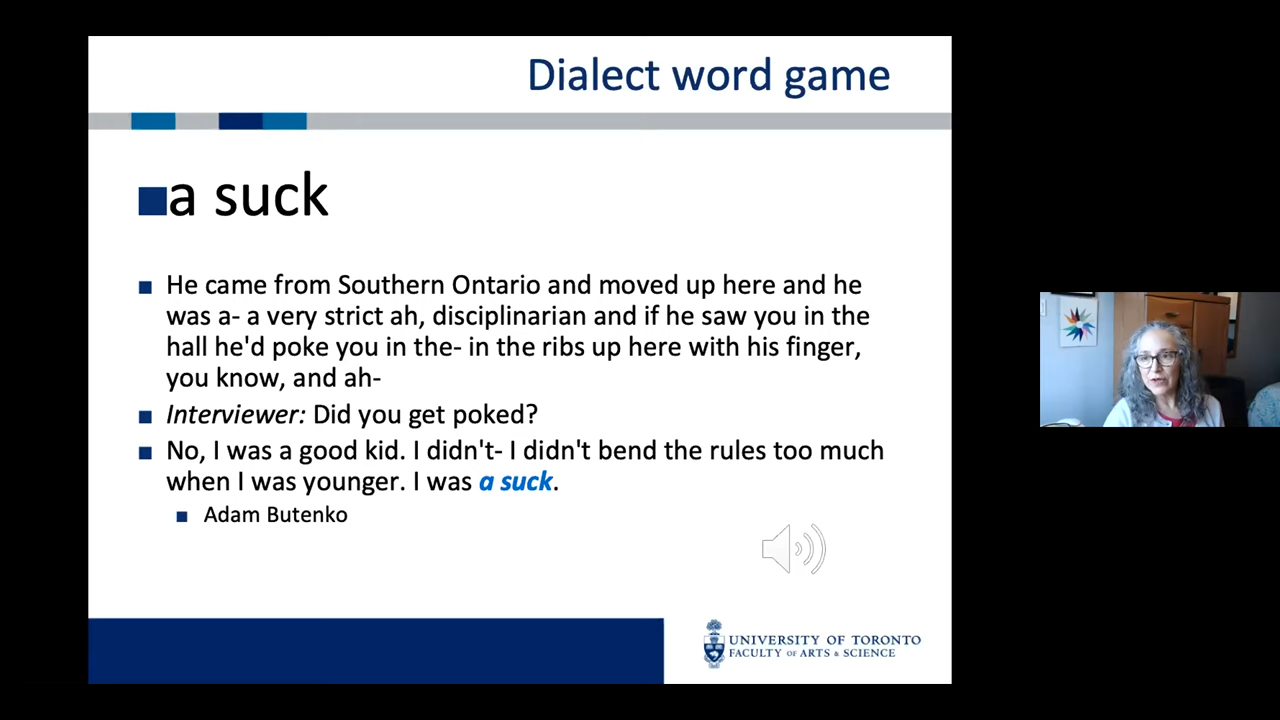 Dialect word game
a suck
He came from Southern Ontario and moved up here and he
was a- a very strict ah, disciplinarian and if he saw you in the
hall he'd poke you in the- in the ribs up here with his finger,
you know, and ah-
Interviewer: Did you get poked?
No, I was a good kid. I didn't- I didn't bend the rules too much
when I was younger. I was a suck.
Adam Butenko
UNIVERSITY OF TORONTO
FACULTY OF ARTS & SCIENCE